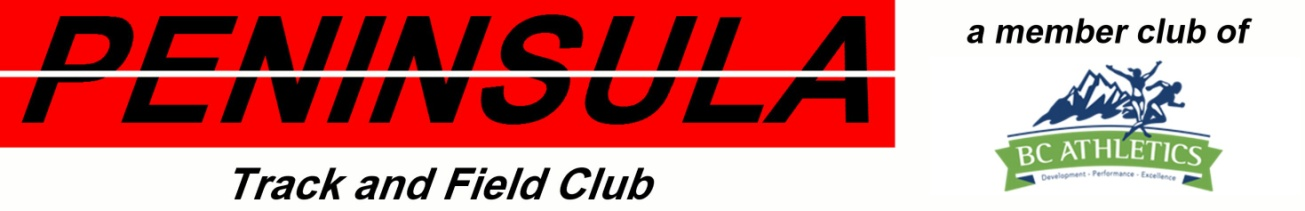 PENINSULA
Track and Field Club
a member club of
BC ATHLETICS
Development - Performance - Excellence